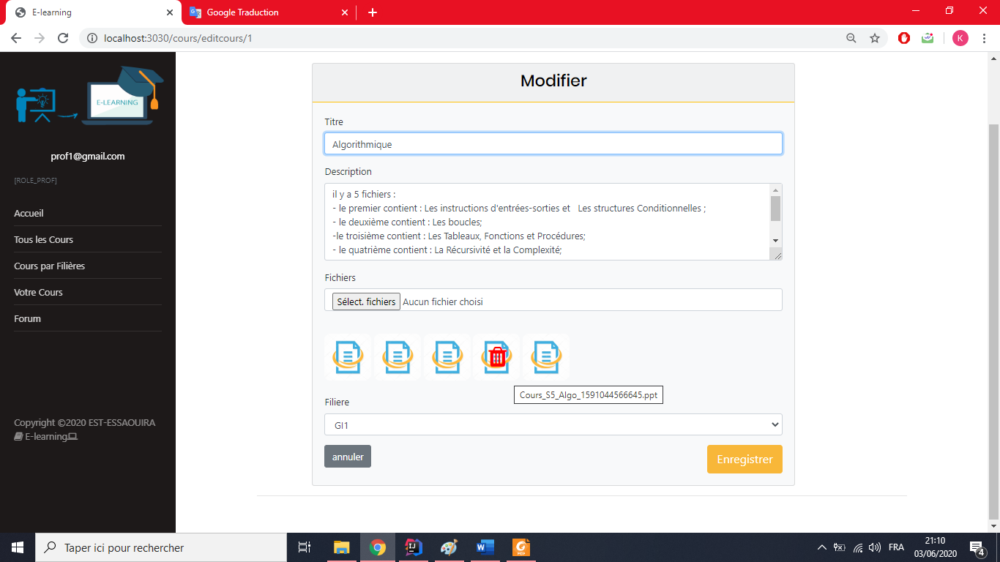 E-learning
Google Traduction
localhost:3030/cours/editcours/1
K
E-LEARNING
prof1@gmail.com
[ROLE_PROF]
Accueil
Tous les Cours
Cours par Filières
Votre Cours
Forum
Copyright ©2020 EST-ESSAOUIRA
E-learning
Modifier
Titre
Algorithmique
Description
il y a 5 fichiers :
- le premier contient : Les instructions d'entrées-sorties et   Les structures Conditionnelles ;
- le deuxième contient : Les boucles;
-le troisième contient : Les Tableaux, Fonctions et Procédures;
- le quatrième contient : La Récursivité et la Complexité;
Fichiers
Sélect. fichiers Aucun fichier choisi
Cours_S5_Algo_1591044566645.ppt
Filiere
GI1
annuler
Enregistrer
Taper ici pour rechercher
IJ
W
G
PDF
FRA
21:10
03/06/2020
4